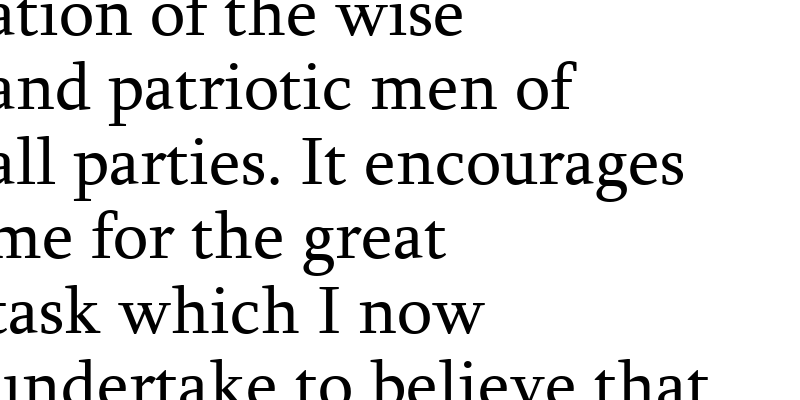 ation of the wise
and patriotic men of
all parties. It encourages
me for the great
task which I now
undertake to believe that